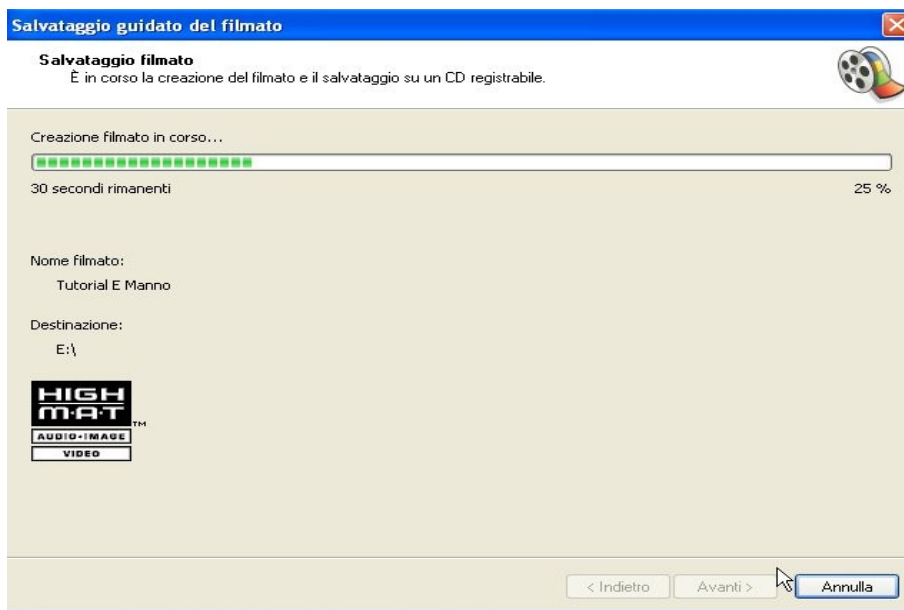 Salvataggio guidato del filmato
Salvataggio filmato
È in corso la creazione del filmato e il salvataggio su un CD registrabile.
Creazione filmato in corso...
30 secondi rimanenti 25 %
Nome filmato:
Tutorial E Manno
Destinazione:
E:\
HIGH
M·A·T TM
AUDIO·IMAGE
VIDEO
< Indietro Avanti > Annulla